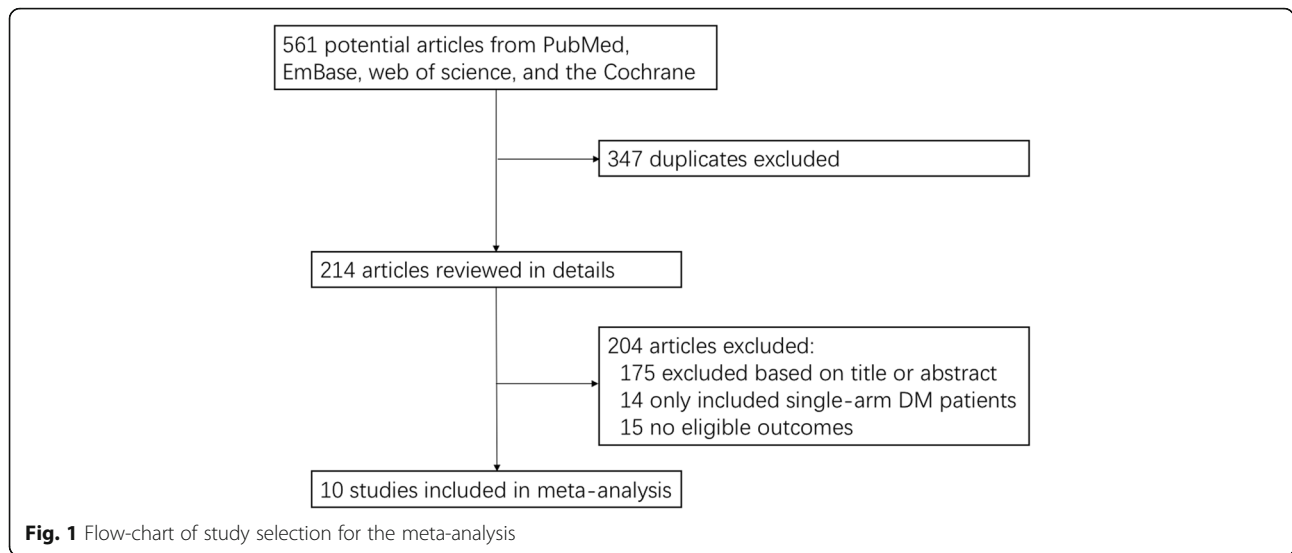 561 potential articles from PubMed,
EmBase, web of science, and the Cochrane
347 duplicates excluded
214 articles reviewed in details
204 articles excluded:
175 excluded based on title or abstract
14 only included single-arm DM patients
15 no eligible outcomes
10 studies included in meta-analysis
Fig. 1 Flow-chart of study selection for the meta-analysis